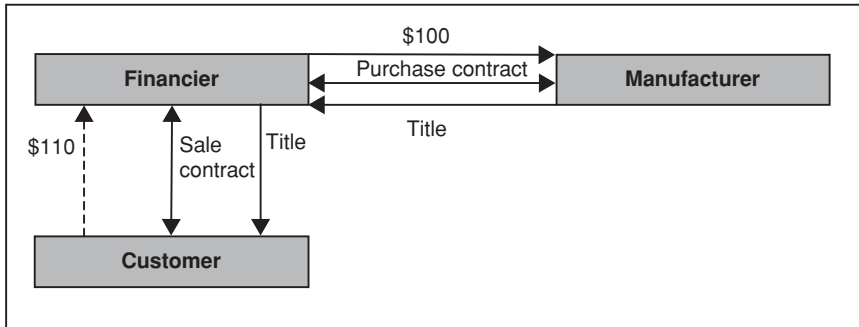 $100
Financier
Purchase contract
Manufacturer
Title
$110
Sale
contract
Title
Customer